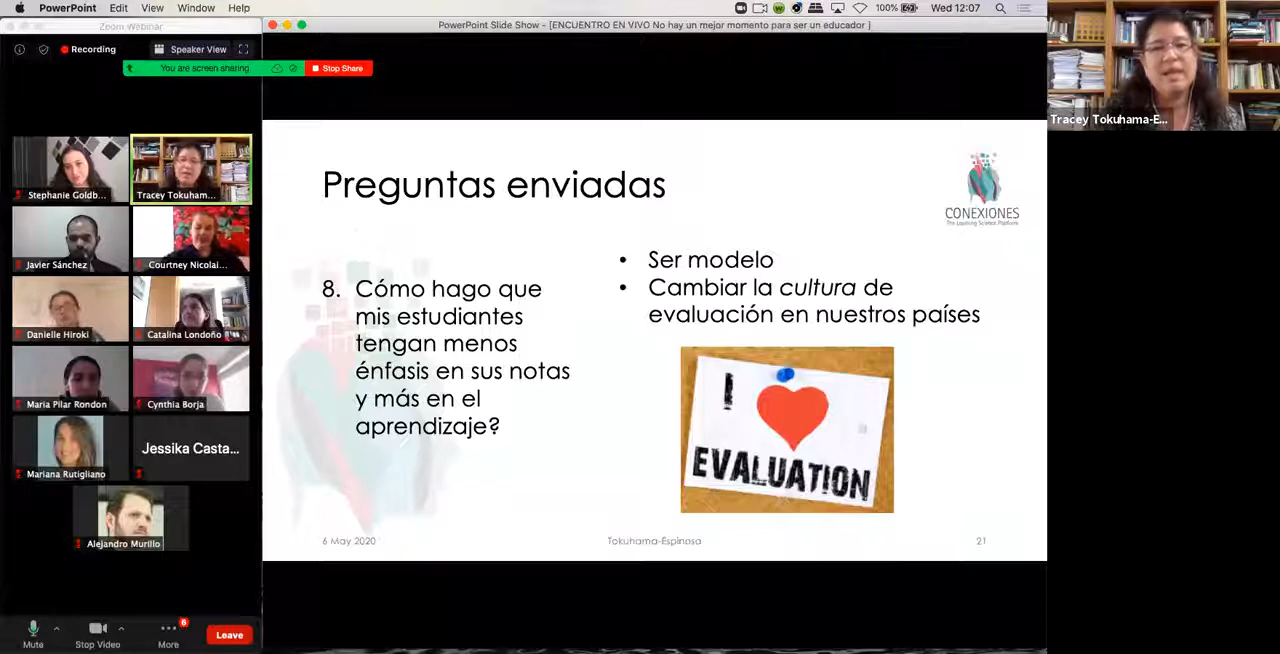 PowerPoint Edit View Window Help
100% Wed 12:07
Zoom Webinar
PowerPoint Slide Show - [ENCUENTRO EN VIVO No hay un mejor momento para ser un educador ]
Recording
Speaker View
You are screen sharing
Stop Share
Tracey Tokuhama-E...
Stephanie Goldb...
Tracey Tokuham...
Javier Sánchez
Courtney Nicolai...
Danielle Hiroki
Catalina Londoño
Maria Pilar Rondon
Cynthia Borja
Mariana Rutigliano
Jessika Casta...
Alejandro Murillo
Mute
Stop Video
More
6
Leave
Preguntas enviadas
CONEXIONES
The Learning Science Platform
8. Cómo hago que
mis estudiantes
tengan menos
énfasis en sus notas
y más en el
aprendizaje?
• Ser modelo
• Cambiar la cultura de
evaluación en nuestros países
I
EVALUATION
6 May 2020
Tokuhama-Espinosa
21